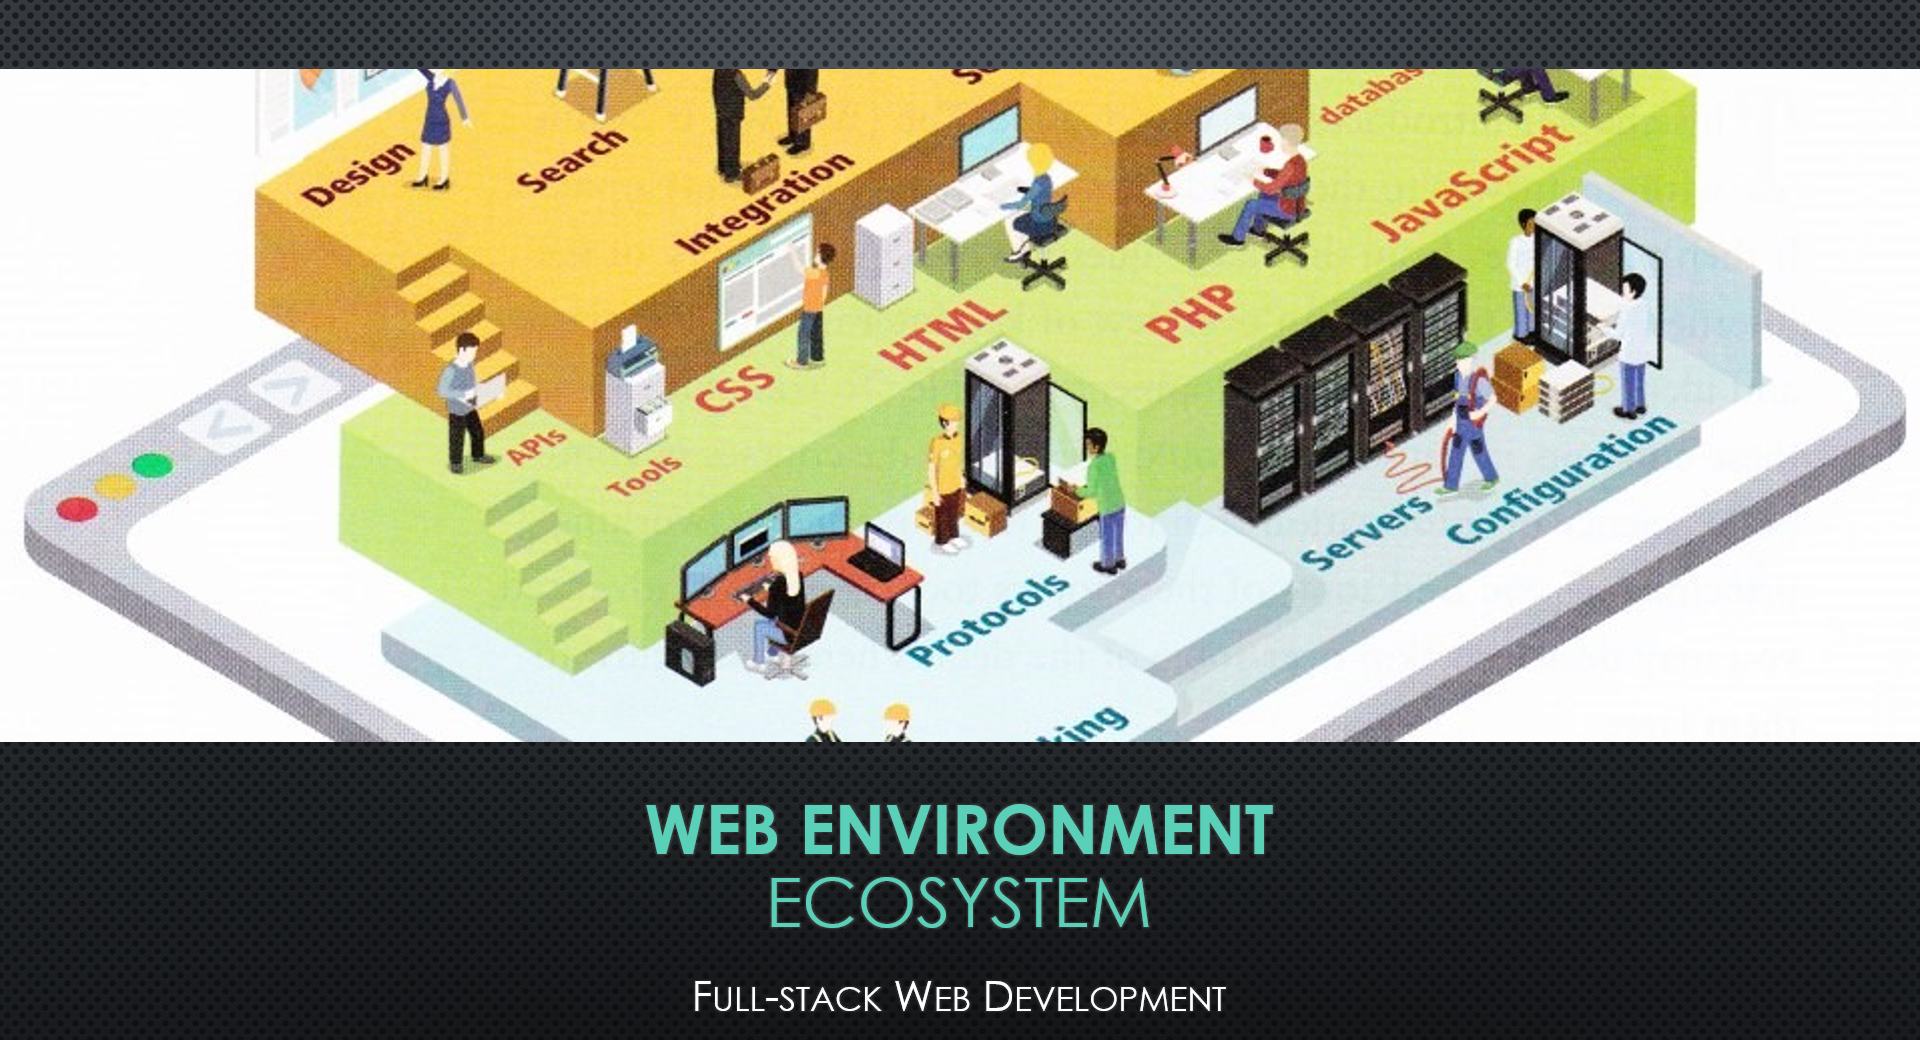 Design
Search
Integration
JavaScript
CSS
HTML
PHP
APIs
Tools
Servers
Configuration
Protocols
WEB ENVIRONMENT
ECOSYSTEM
FULL-STACK WEB DEVELOPMENT